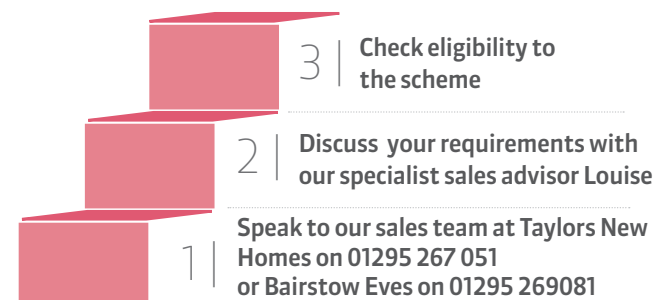 3
Check eligibility to
the scheme
2
Discuss your requirements with
our specialist sales advisor Louise
1
Speak to our sales team at Taylors New
Homes on 01295 267 051
or Bairstow Eves on 01295 269081